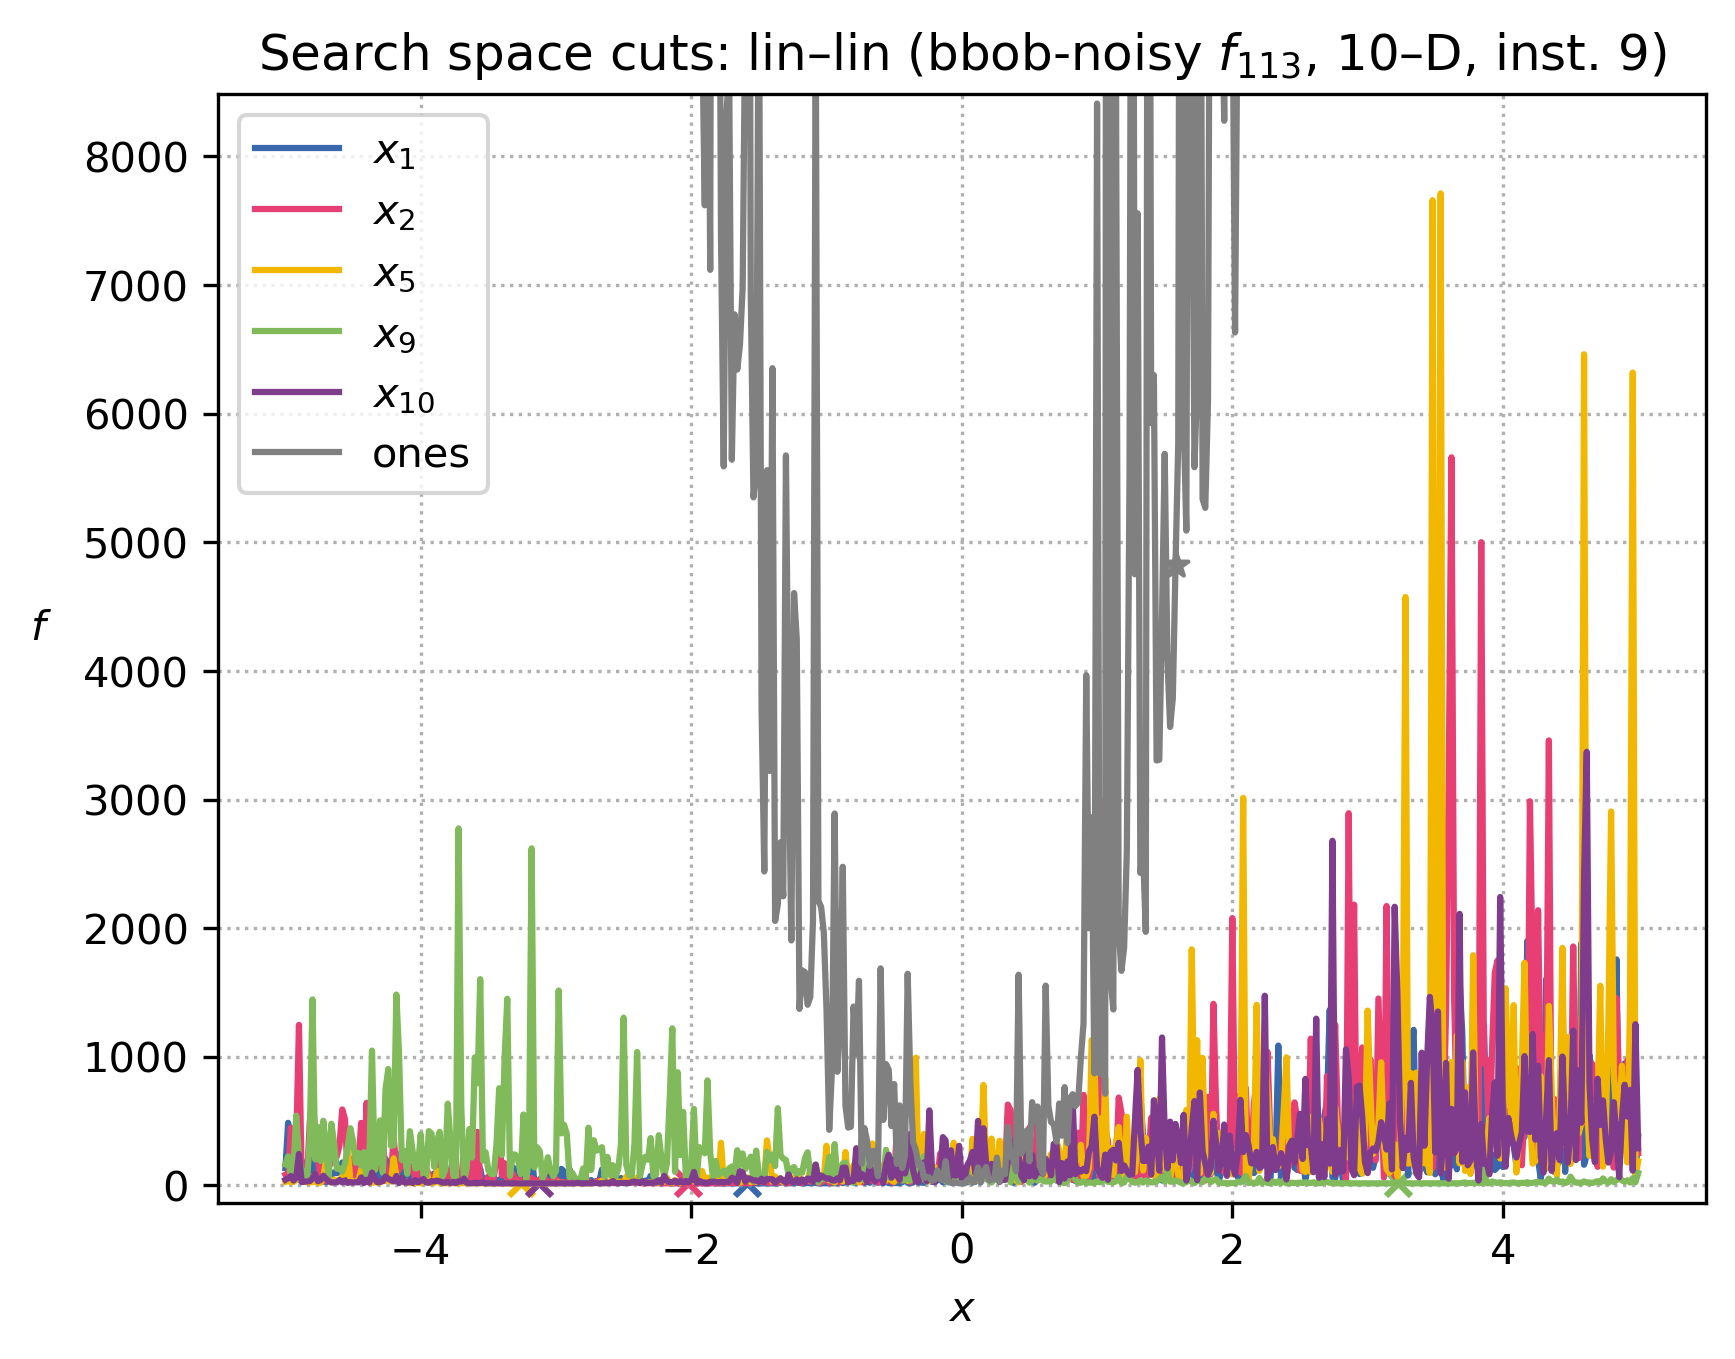 Search space cuts: lin–lin (bbob-noisy f113, 10–D, inst. 9)
x1
x2
x5
x9
x10
ones
8000
7000
6000
5000
4000
3000
2000
1000
0
f
−4 −2 0 2 4
x